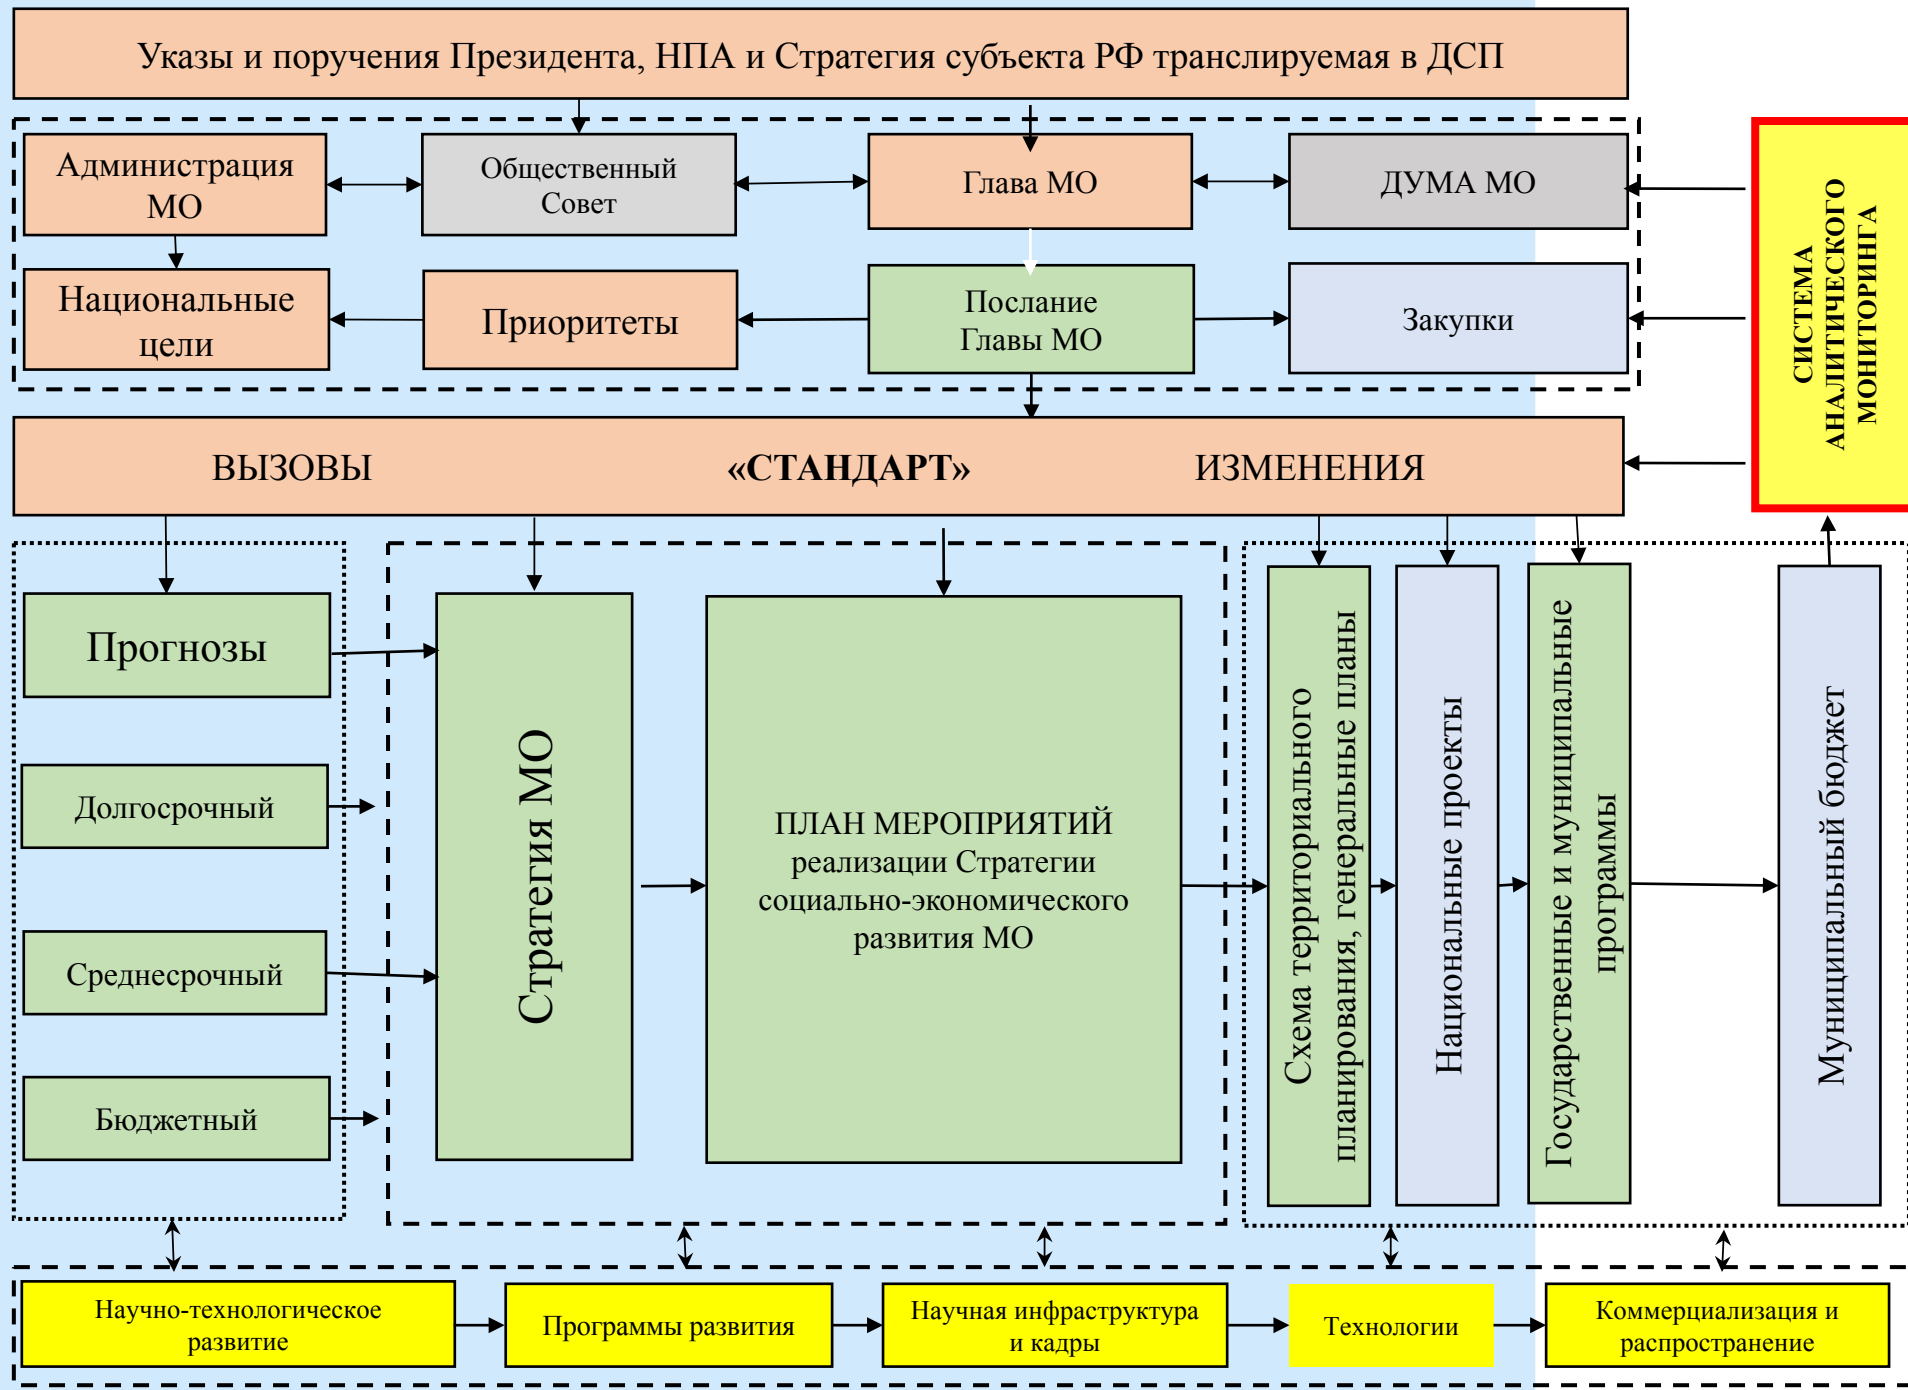 Указы и поручения Президента, НПА и Стратегия субъекта РФ транслируемая в ДСП
Администрация
МО
Общественный
Совет
Глава МО
ДУМА МО
СИСТЕМА
АНАЛИТИЧЕСКОГО
МОНИТОРИНГА
Национальные
цели
Приоритеты
Послание
Главы МО
Закупки
ВЫЗОВЫ «СТАНДАРТ» ИЗМЕНЕНИЯ
Прогнозы
Долгосрочный
Среднесрочный
Бюджетный
Стратегия МО
ПЛАН МЕРОПРИЯТИЙ
реализации Стратегии
социально-экономического
развития МО
Схема территориального
планирования, генеральные планы
Национальные проекты
Государственные и муниципальные
программы
Муниципальный бюджет
Научно-технологическое
развитие
Программы развития
Научная инфраструктура
и кадры
Технологии
Коммерциализация и
распространение